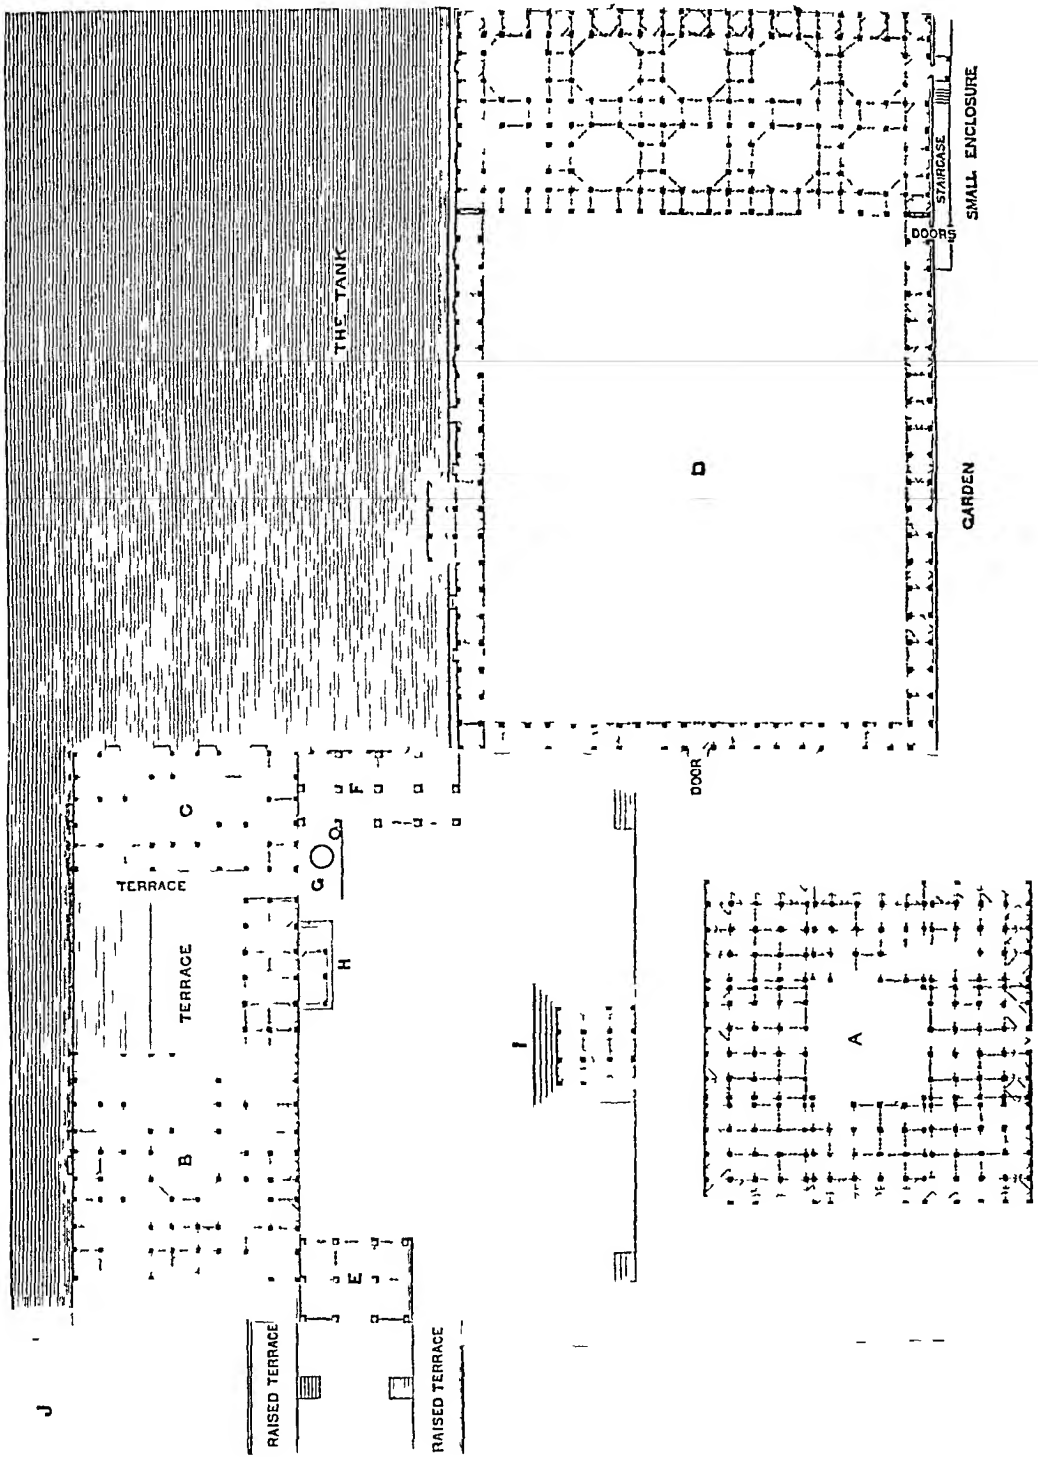 THE TANK
STAIRCASE
SMALL ENCLOSURE
DOORS
D
GARDEN
DOOR
C
F
G
TERRACE
TERRACE
H
I
A
B
E
RAISED TERRACE
RAISED TERRACE
J